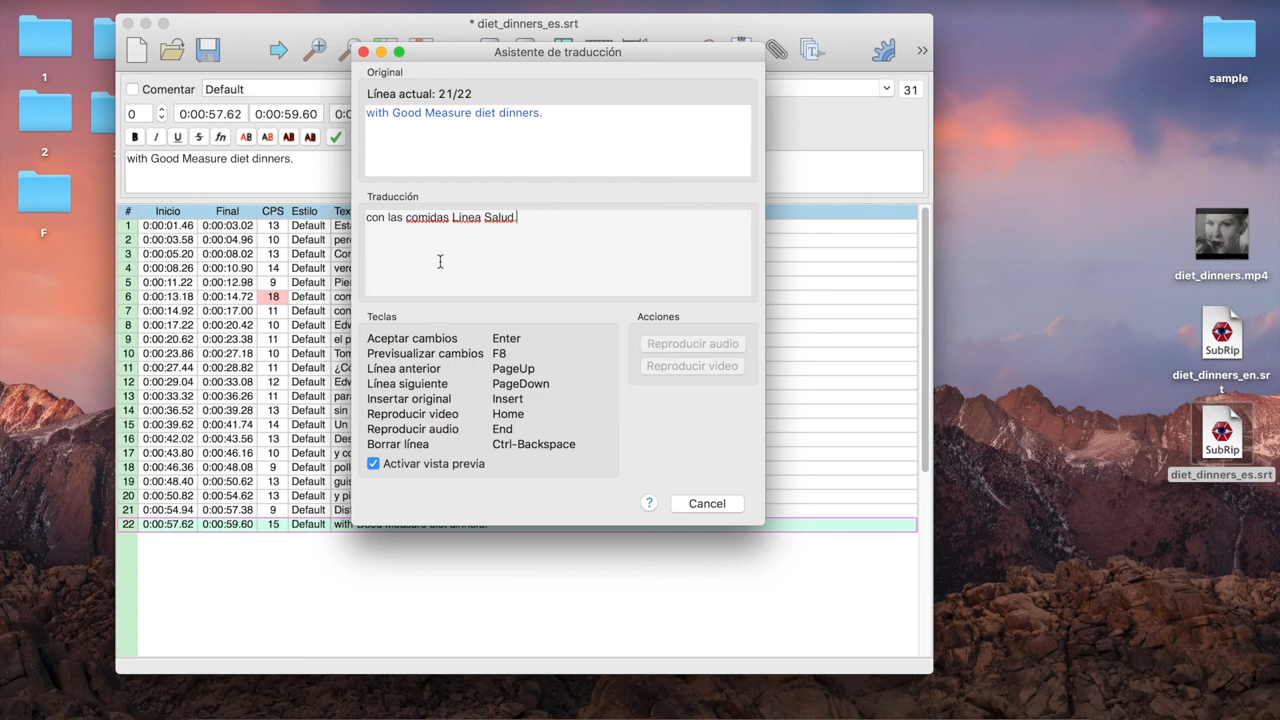 1
2
F
* diet_dinners_es.srt
Comentar
Default
31
0
0:00:57.62
0:00:59.60
B I U S fn AB AB AB AB
with Good Measure diet dinners.
# Inicio Final CPS Estilo
1 0:00:01.46 0:00:03.02 13 Default
2 0:00:03.58 0:00:04.96 10 Default
3 0:00:05.20 0:00:08.02 13 Default
4 0:00:08.26 0:00:10.90 14 Default
5 0:00:11.22 0:00:12.98 9 Default
6 0:00:13.18 0:00:14.72 18 Default
7 0:00:14.92 0:00:17.00 11 Default
8 0:00:17.22 0:00:20.42 10 Default
9 0:00:20.62 0:00:23.38 11 Default
10 0:00:23.86 0:00:27.18 10 Default
11 0:00:27.44 0:00:28.82 11 Default
12 0:00:29.04 0:00:33.08 12 Default
13 0:00:33.32 0:00:36.26 11 Default
14 0:00:36.52 0:00:39.28 13 Default sin
15 0:00:39.62 0:00:41.74 14 Default Un
16 0:00:42.02 0:00:43.56 13 Default
17 0:00:43.80 0:00:46.16 10 Default
18 0:00:46.36 0:00:48.08 9 Default
19 0:00:48.40 0:00:50.62 13 Default
20 0:00:50.82 0:00:54.62 13 Default
21 0:00:54.94 0:00:57.38 9 Default
22 0:00:57.62 0:00:59.60 15 Default with Good Measure diet dinners.
Asistente de traducción
Original
Línea actual: 21/22
with Good Measure diet dinners.
Traducción
con las comidas Línea Salud.
Teclas
Aceptar cambios Enter
Previsualizar cambios F8
Línea anterior PageUp
Línea siguiente PageDown
Insertar original Insert
Reproducir video Home
Reproducir audio End
Borrar línea Ctrl-Backspace
Activar vista previa
Acciones
Reproducir audio
Reproducir video
?
Cancel
sample
diet_dinners.mp4
SubRip
diet_dinners_en.sr
t
SubRip
diet_dinners_es.srt